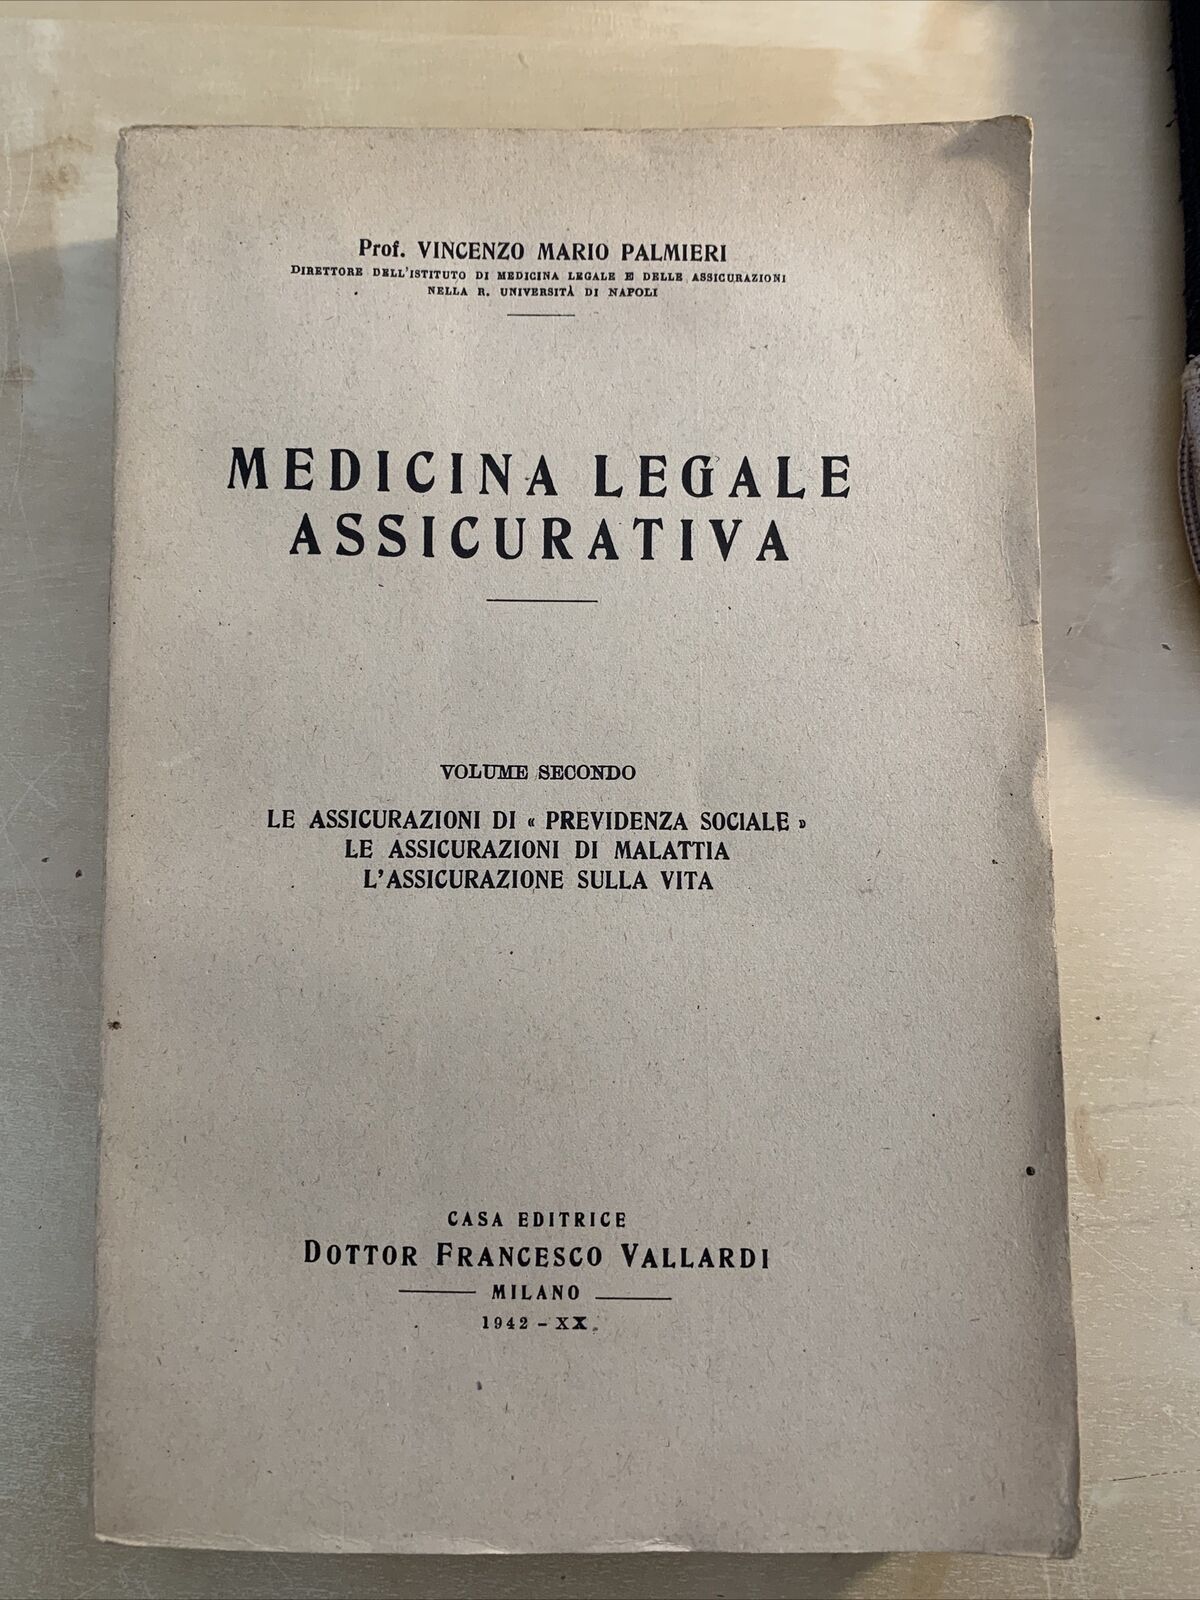 Prof. VINCENZO MARIO PALMIERI
DIRETTORE DELL'ISTITUTO DI MEDICINA LEGALE E DELLE ASSICURAZIONI
NELLA R. UNIVERSITÀ DI NAPOLI
MEDICINA LEGALE
ASSICURATIVA
VOLUME SECONDO
LE ASSICURAZIONI DI « PREVIDENZA SOCIALE »
LE ASSICURAZIONI DI MALATTIA
L'ASSICURAZIONE SULLA VITA
CASA EDITRICE
DOTTOR FRANCESCO VALLARDI
MILANO
1942 - XX